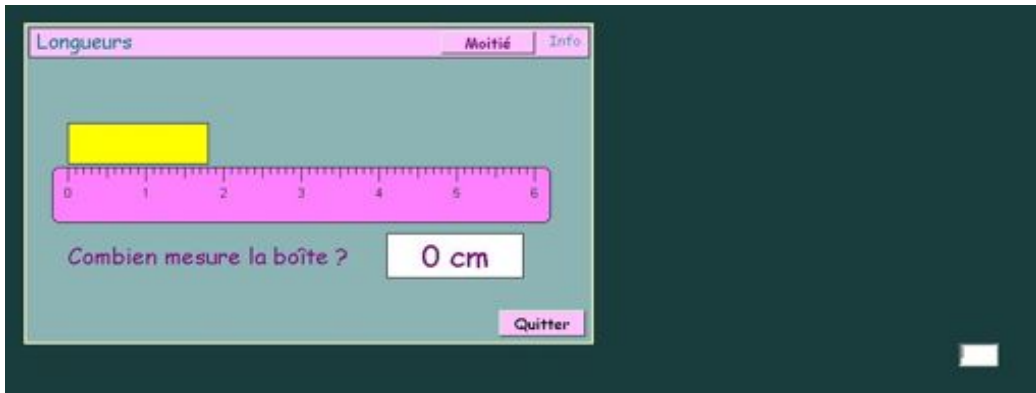 Longueurs Moitié Info
0 1 2 3 4 5 6
Combien mesure la boîte ? 0 cm
Quitter